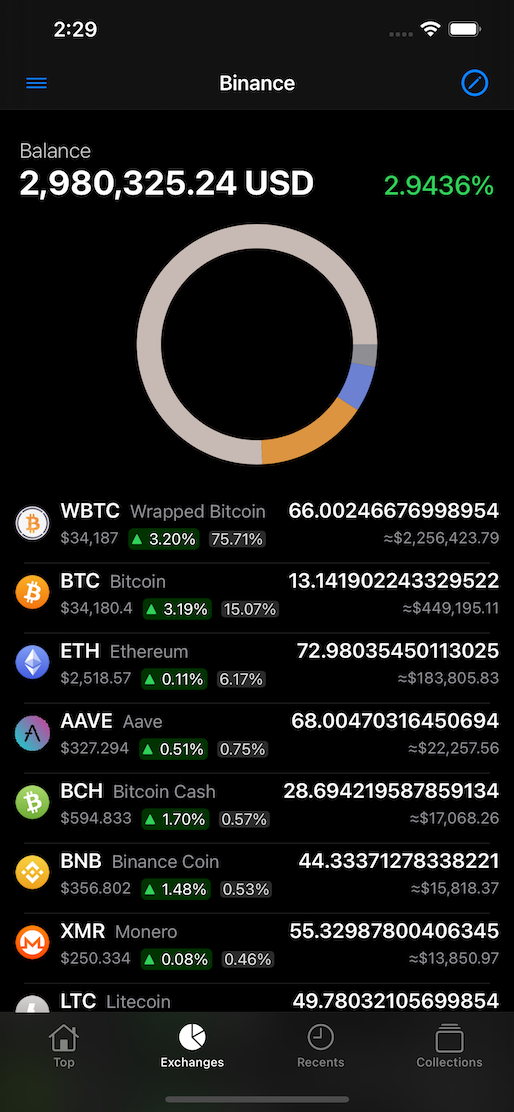 2:29
Binance
Balance
2,980,325.24 USD 2.9436%
WBTC Wrapped Bitcoin 66.00246676998954
$34,187 ▲ 3.20% 75.71% ≈$2,256,423.79
BTC Bitcoin 13.141902243329522
$34,180.4 ▲ 3.19% 15.07% ≈$449,195.11
ETH Ethereum 72.98035450113025
$2,518.57 ▲ 0.11% 6.17% ≈$183,805.83
AAVE Aave 68.00470316450694
$327.294 ▲ 0.51% 0.75% ≈$22,257.56
BCH Bitcoin Cash 28.694219587859134
$594.833 ▲ 1.70% 0.57% ≈$17,068.26
BNB Binance Coin 44.33371278338221
$356.802 ▲ 1.48% 0.53% ≈$15,818.37
XMR Monero 55.32987800406345
$250.334 ▲ 0.08% 0.46% ≈$13,850.97
LTC Litecoin 49.78032105699854
Top Exchanges Recents Collections